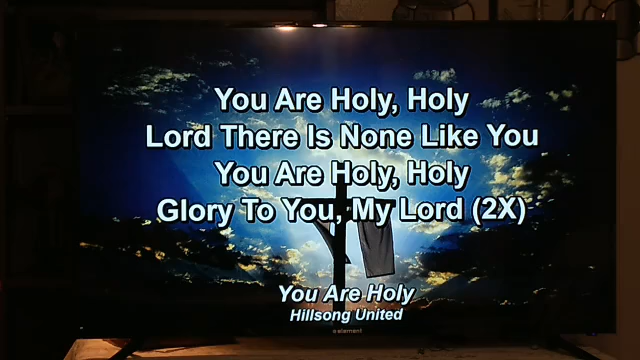 You Are Holy, Holy
Lord There Is None Like You
You Are Holy, Holy
Glory To You, My Lord (2X)
You Are Holy
Hillsong United
element